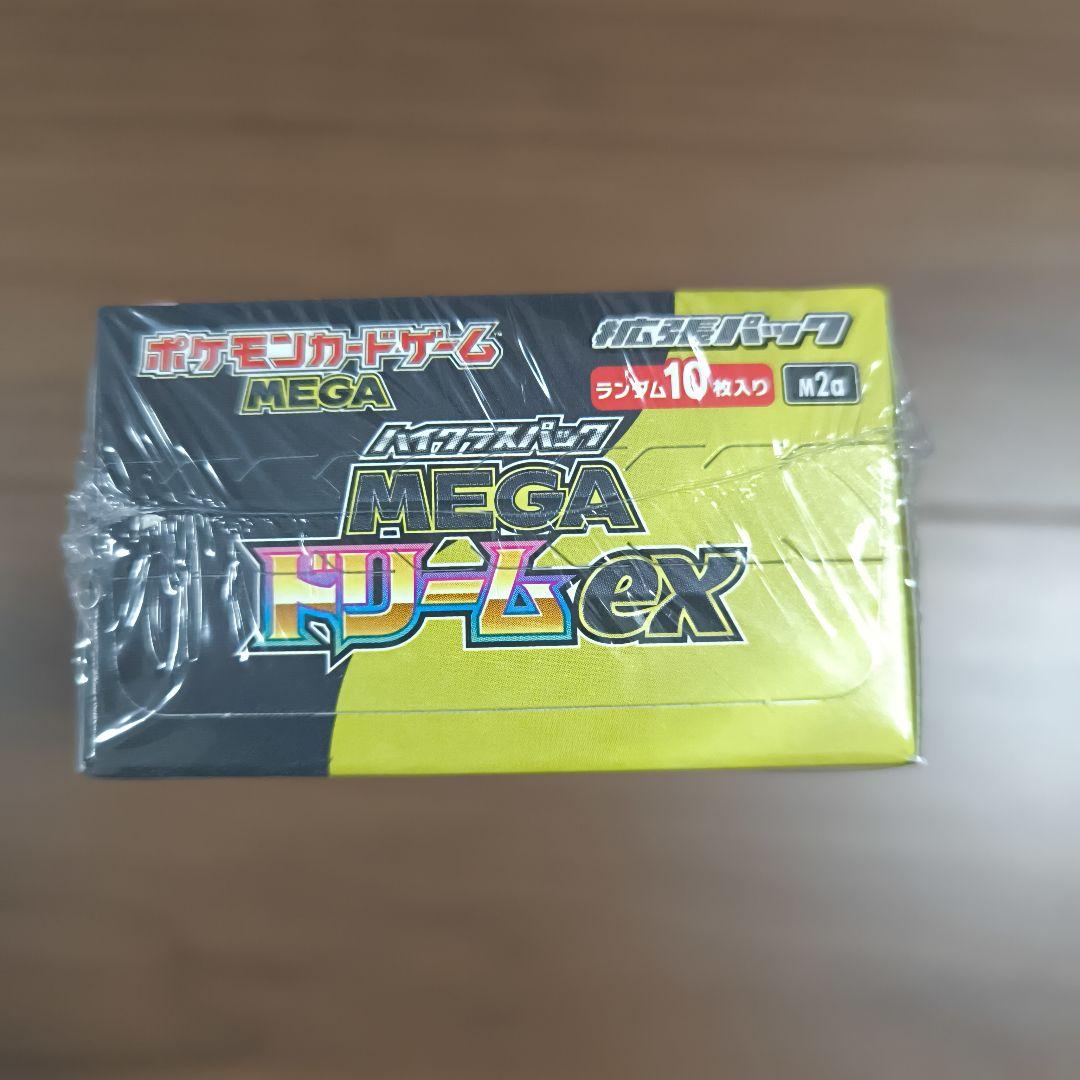 ポケモンカードゲーム
MEGA
拡張パック
ランダム10枚入り M2a
ハイクラスパック
MEGA
ドリームex